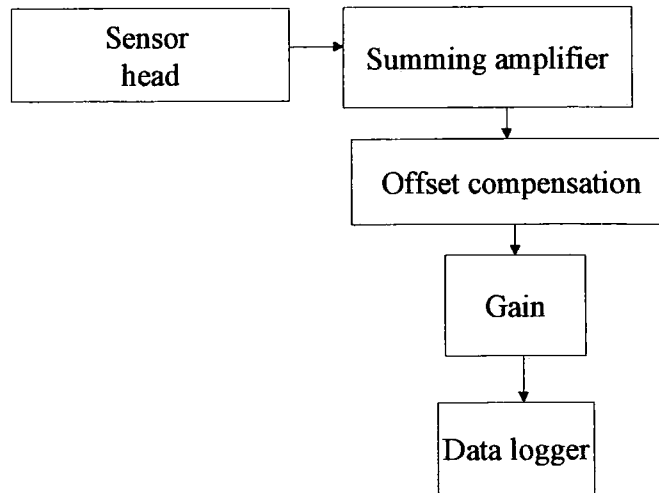 Sensor
head
Summing amplifier
Offset compensation
Gain
Data logger